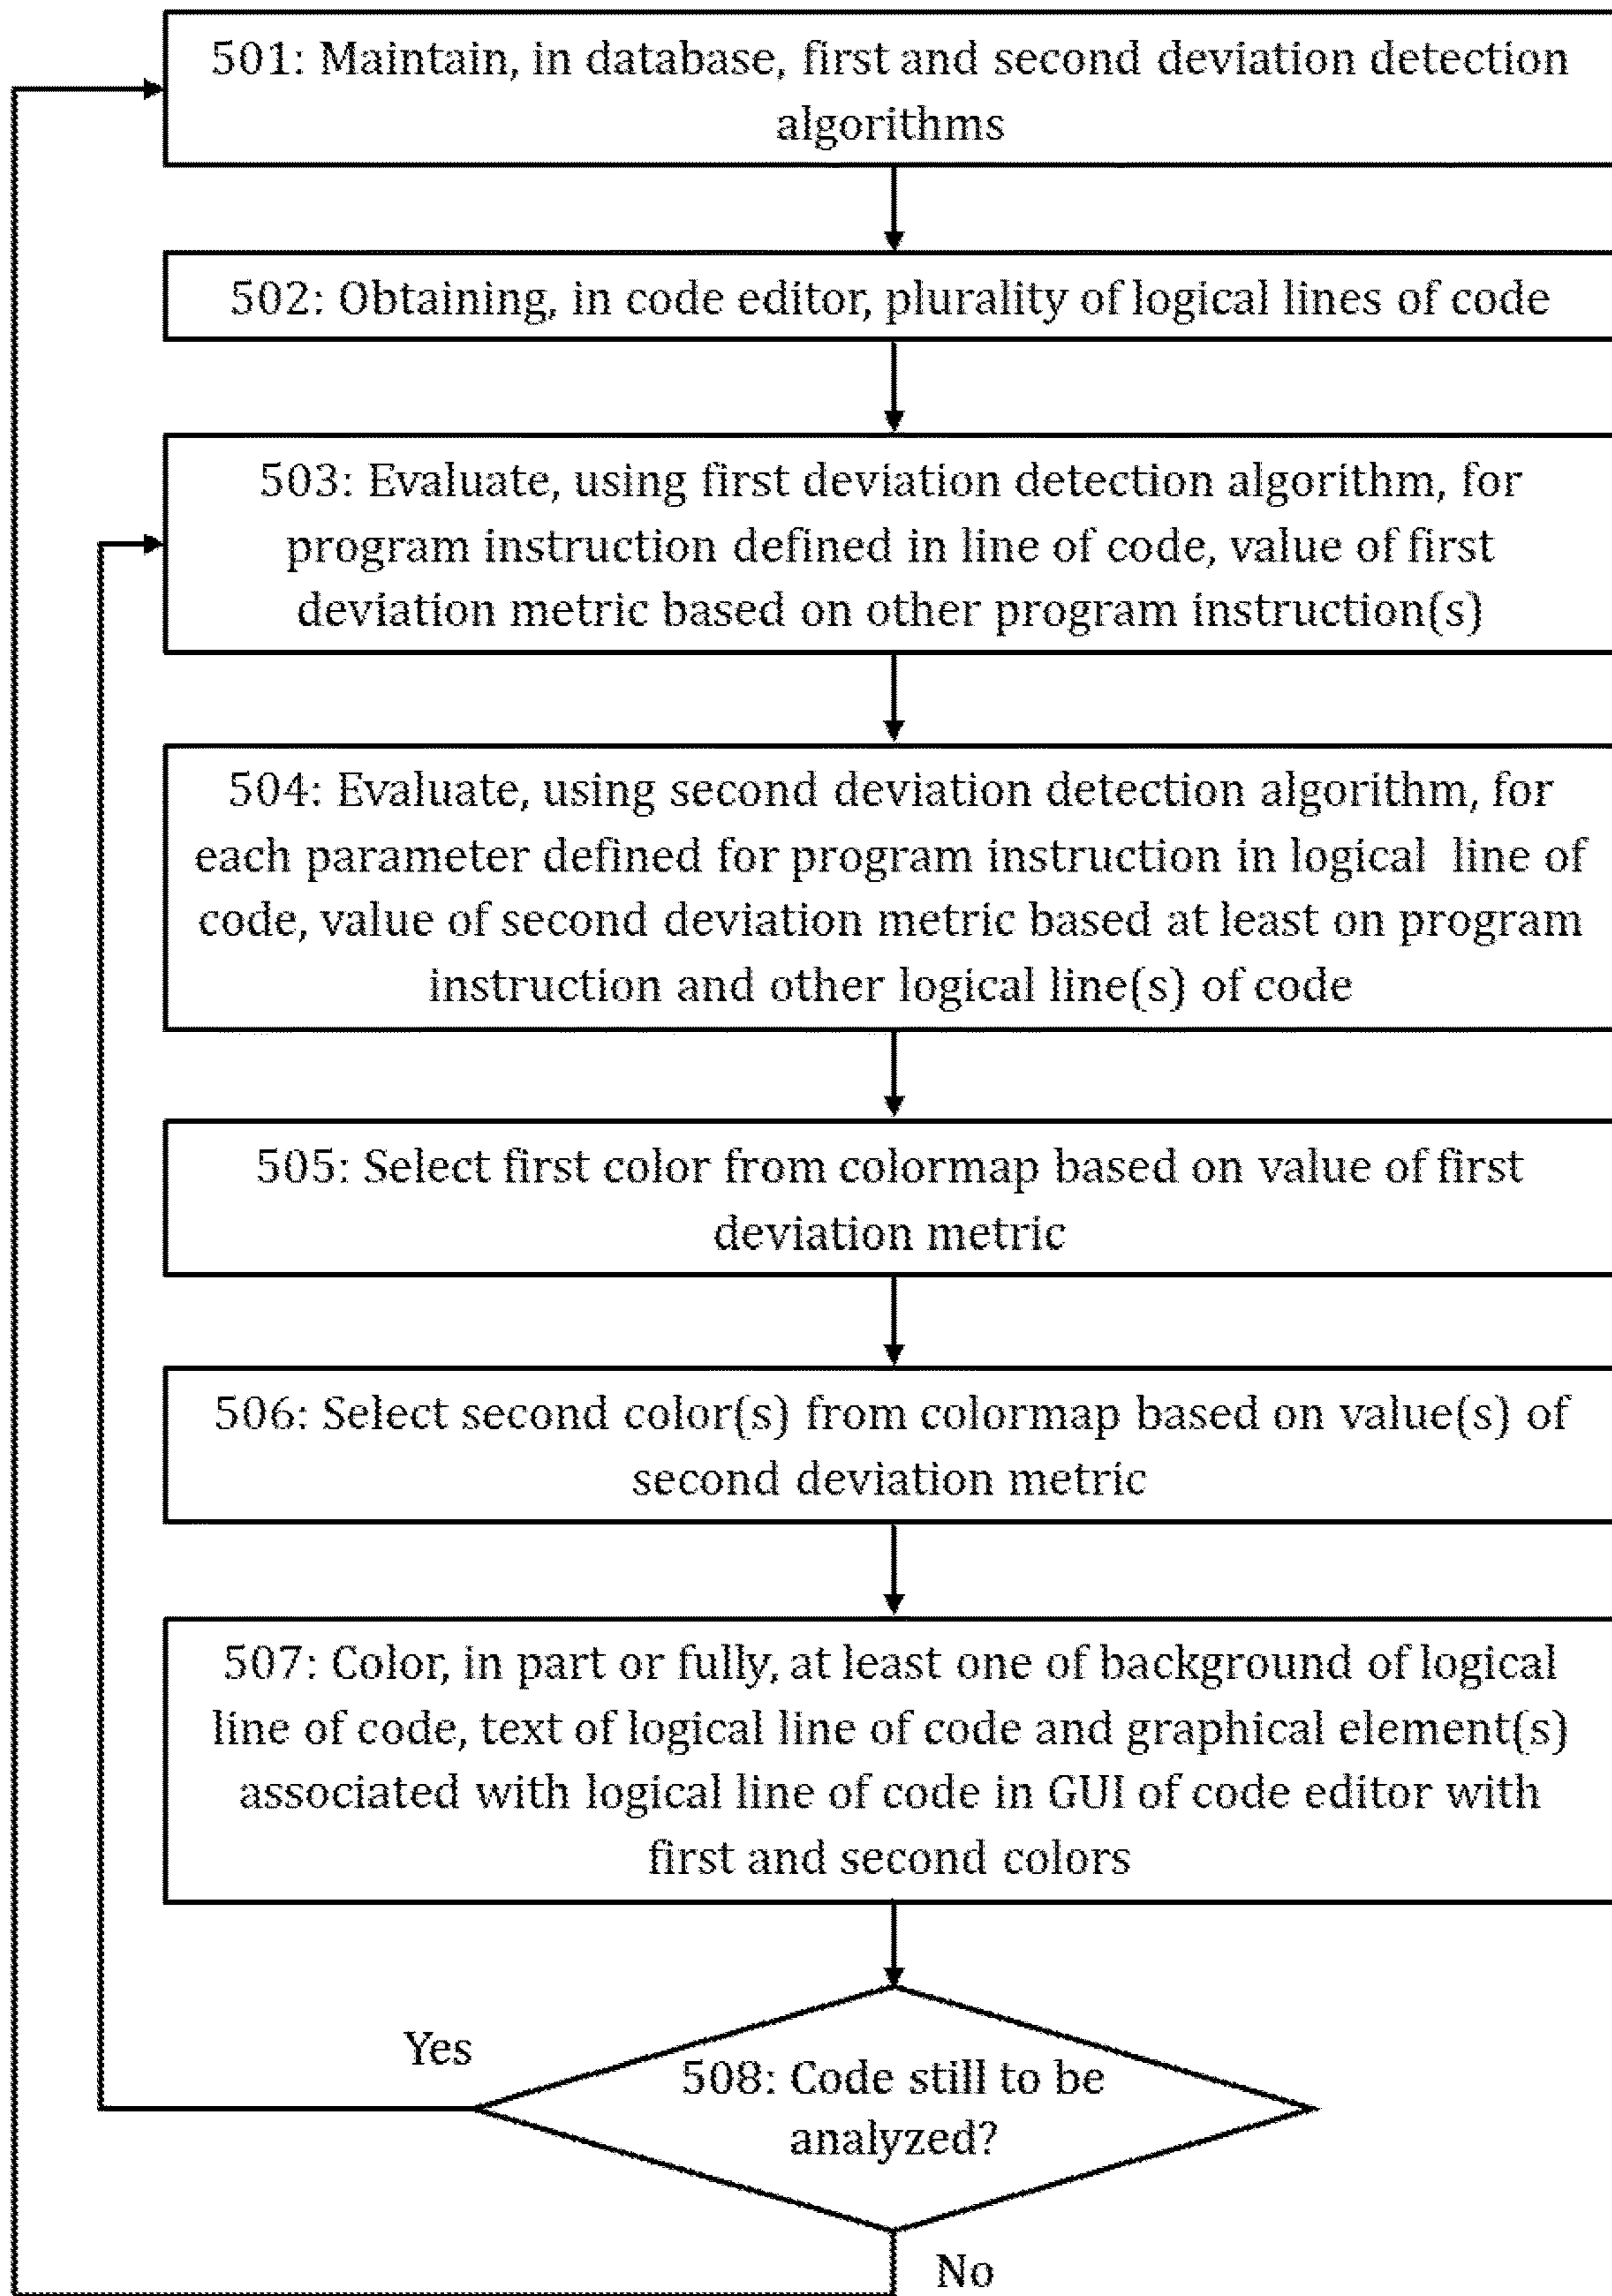 501: Maintain, in database, first and second deviation detection
algorithms
502: Obtaining, in code editor, plurality of logical lines of code
503: Evaluate, using first deviation detection algorithm, for
program instruction defined in line of code, value of first
deviation metric based on other program instruction(s)
504: Evaluate, using second deviation detection algorithm, for
each parameter defined for program instruction in logical line of
code, value of second deviation metric based at least on program
instruction and other logical line(s) of code
505: Select first color from colormap based on value of first
deviation metric
506: Select second color(s) from colormap based on value(s) of
second deviation metric
507: Color, in part or fully, at least one of background of logical
line of code, text of logical line of code and graphical element(s)
associated with logical line of code in GUI of code editor with
first and second colors
Yes
508: Code still to be
analyzed?
No